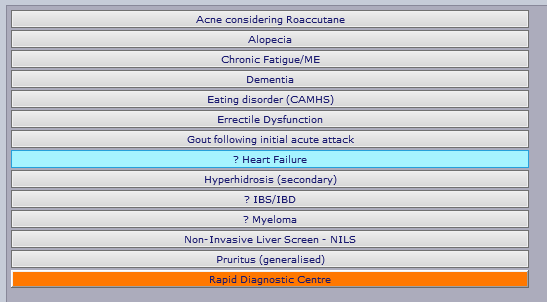 Acne considering Roaccutane
Alopecia
Chronic Fatigue/ME
Dementia
Eating disorder (CAMHS)
Errectile Dysfunction
Gout following initial acute attack
? Heart Failure
Hyperhidrosis (secondary)
? IBS/IBD
? Myeloma
Non-Invasive Liver Screen - NILS
Pruritus (generalised)
Rapid Diagnostic Centre